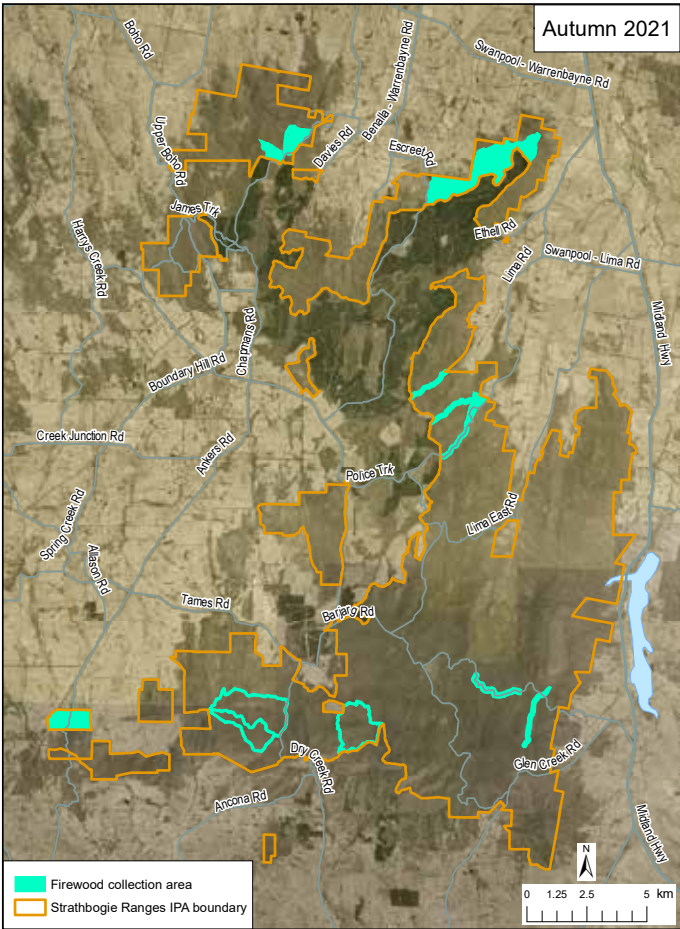 Autumn 2021
Boho Rd
Swanpool - Warrenbayne Rd
Benalla - Warrenbayne Rd
Upper Boho Rd
Davies Rd
Escreet Rd
James Trk
Harrys Creek Rd
Ethell Rd
Lima Rd
Swanpool - Lima Rd
Midland Hwy
Chapmans Rd
Boundary Hill Rd
Creek Junction Rd
Ankers Rd
Police Trk
Spring Creek Rd
Lima East Rd
Allason Rd
Tames Rd
Barjarg Rd
Dry Creek Rd
Glen Creek Rd
Ancona Rd
Midland Hwy
Firewood collection area
Strathbogie Ranges IPA boundary
N
0 1.25 2.5 5 km